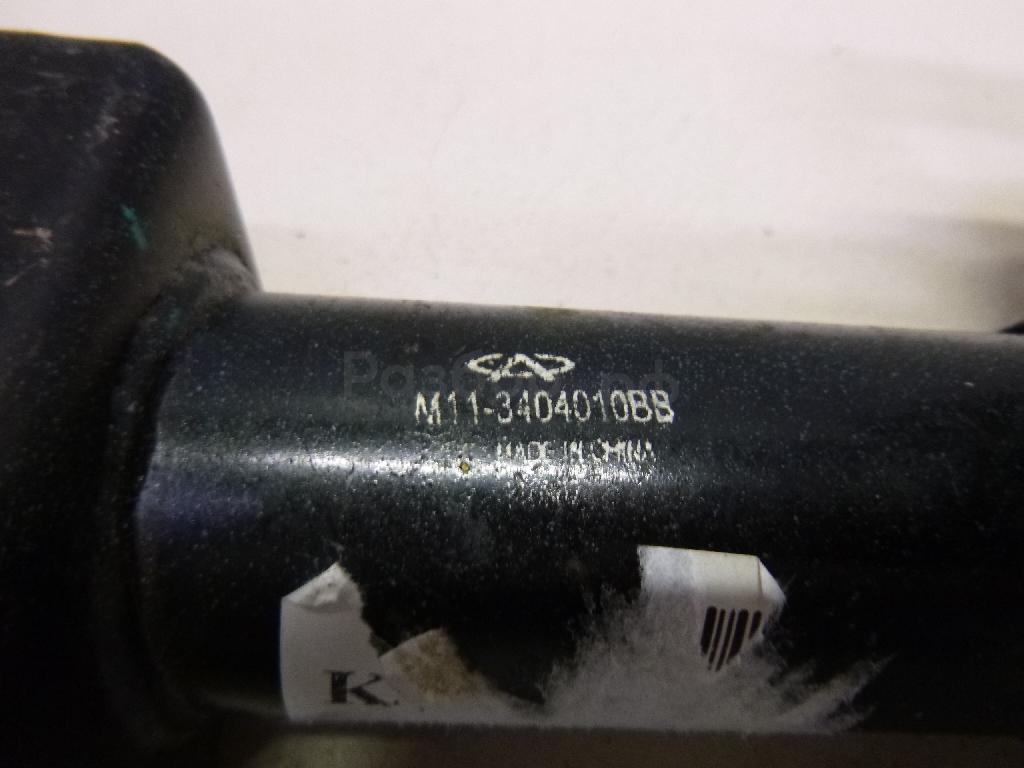 M11-3404010BB
MADE IN CHINA
K.